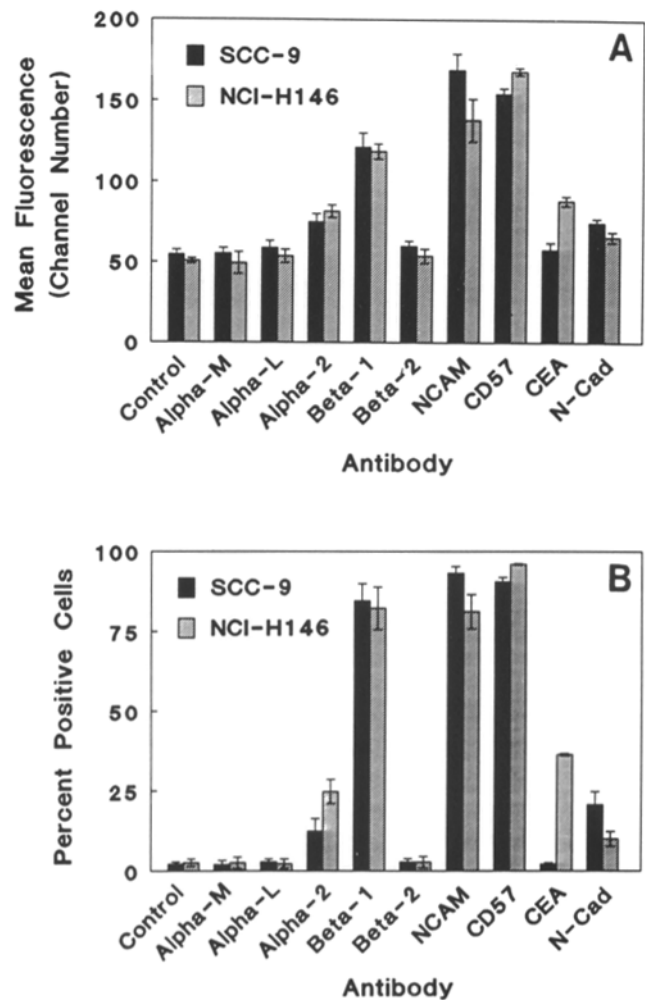 A
SCC-9
NCI-H146
Mean Fluorescence
(Channel Number)
200
150
100
50
0
Control
Alpha-M
Alpha-L
Alpha-2
Beta-1
Beta-2
NCAM
CD57
CEA
N-Cad
Antibody
B
SCC-9
NCI-H146
Percent Positive Cells
100
75
50
25
0
Control
Alpha-M
Alpha-L
Alpha-2
Beta-1
Beta-2
NCAM
CD57
CEA
N-Cad
Antibody